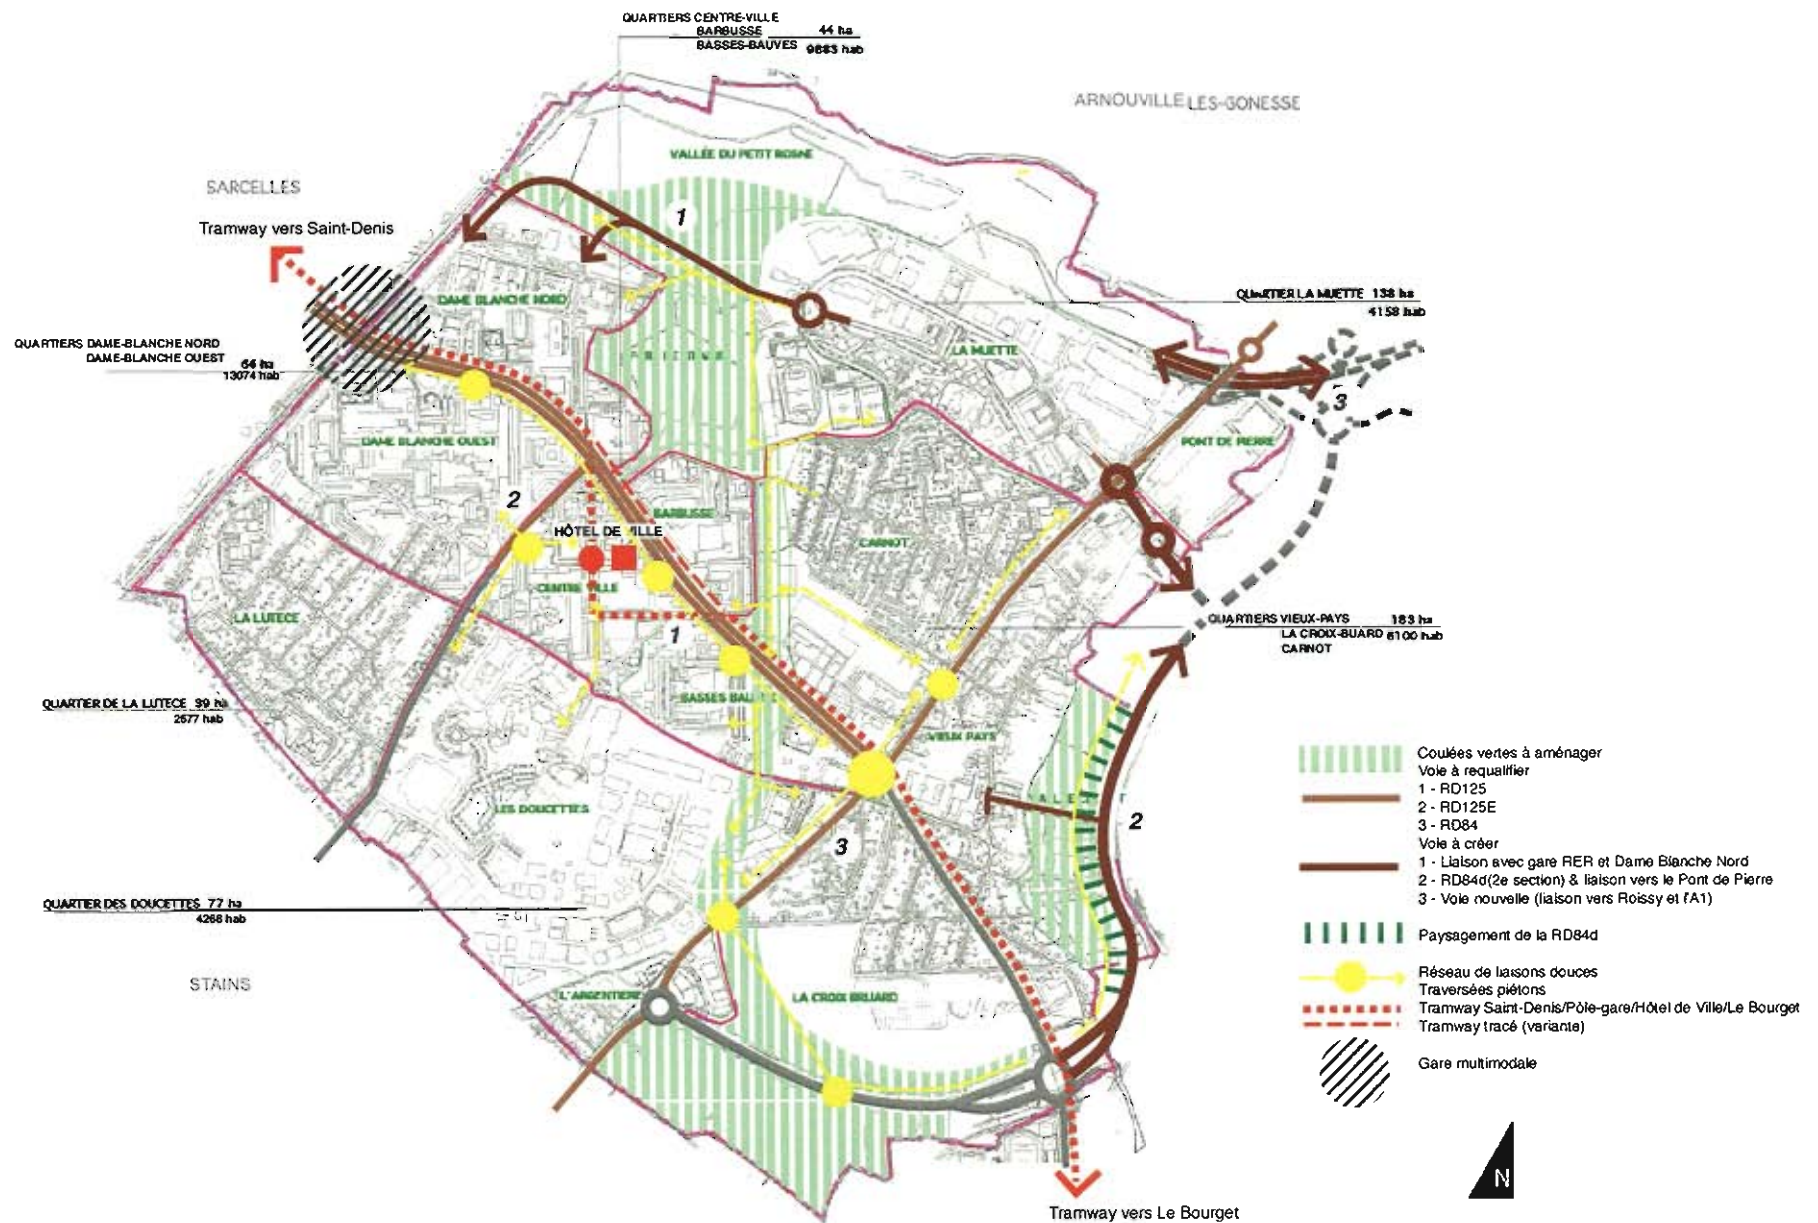 QUARTIERS CENTRE-VILLE
BARBUSSE 44 ha
BASSES-BAUVES 9883 hab
ARNOUVILLE LES-GONESSE
VALLÉE DU PETIT ROSNE
SARCELLES
Tramway vers Saint-Denis
1
DAME BLANCHE NORD
QUARTIER LA MUETTE 138 ha
4158 hab
QUARTIERS DAME-BLANCHE NORD
DAME-BLANCHE OUEST 64 ha
13074 hab
LA MUETTE
3
DAME BLANCHE OUEST
PONT DE PIERRE
2
BARBUSSE
HÔTEL DE VILLE
CARNOT
CENTRE VILLE
LA LUTECE
1
QUARTIERS VIEUX-PAYS 183 ha
LA CROIX-BUARD 6100 hab
CARNOT
QUARTIER DE LA LUTECE 39 ha
2677 hab
BASSES BAUVES
VIEUX PAYS
LES DOUCETTES
2
3
QUARTIER DES DOUCETTES 77 ha
4268 hab
STAINS
L'ARGENTIERE
LA CROIX BRUARD
Coulées vertes à aménager
Voie à requalifier
1 - RD125
2 - RD125E
3 - RD84
Voie à créer
1 - Liaison avec gare RER et Dame Blanche Nord
2 - RD84d(2e section) & liaison vers le Pont de Pierre
3 - Voie nouvelle (liaison vers Roissy et l'A1)
Paysagement de la RD84d
Réseau de liaisons douces
Traversées piétons
Tramway Saint-Denis/Pôle-gare/Hôtel de Ville/Le Bourget
Tramway tracé (variante)
Gare multimodale
N
Tramway vers Le Bourget